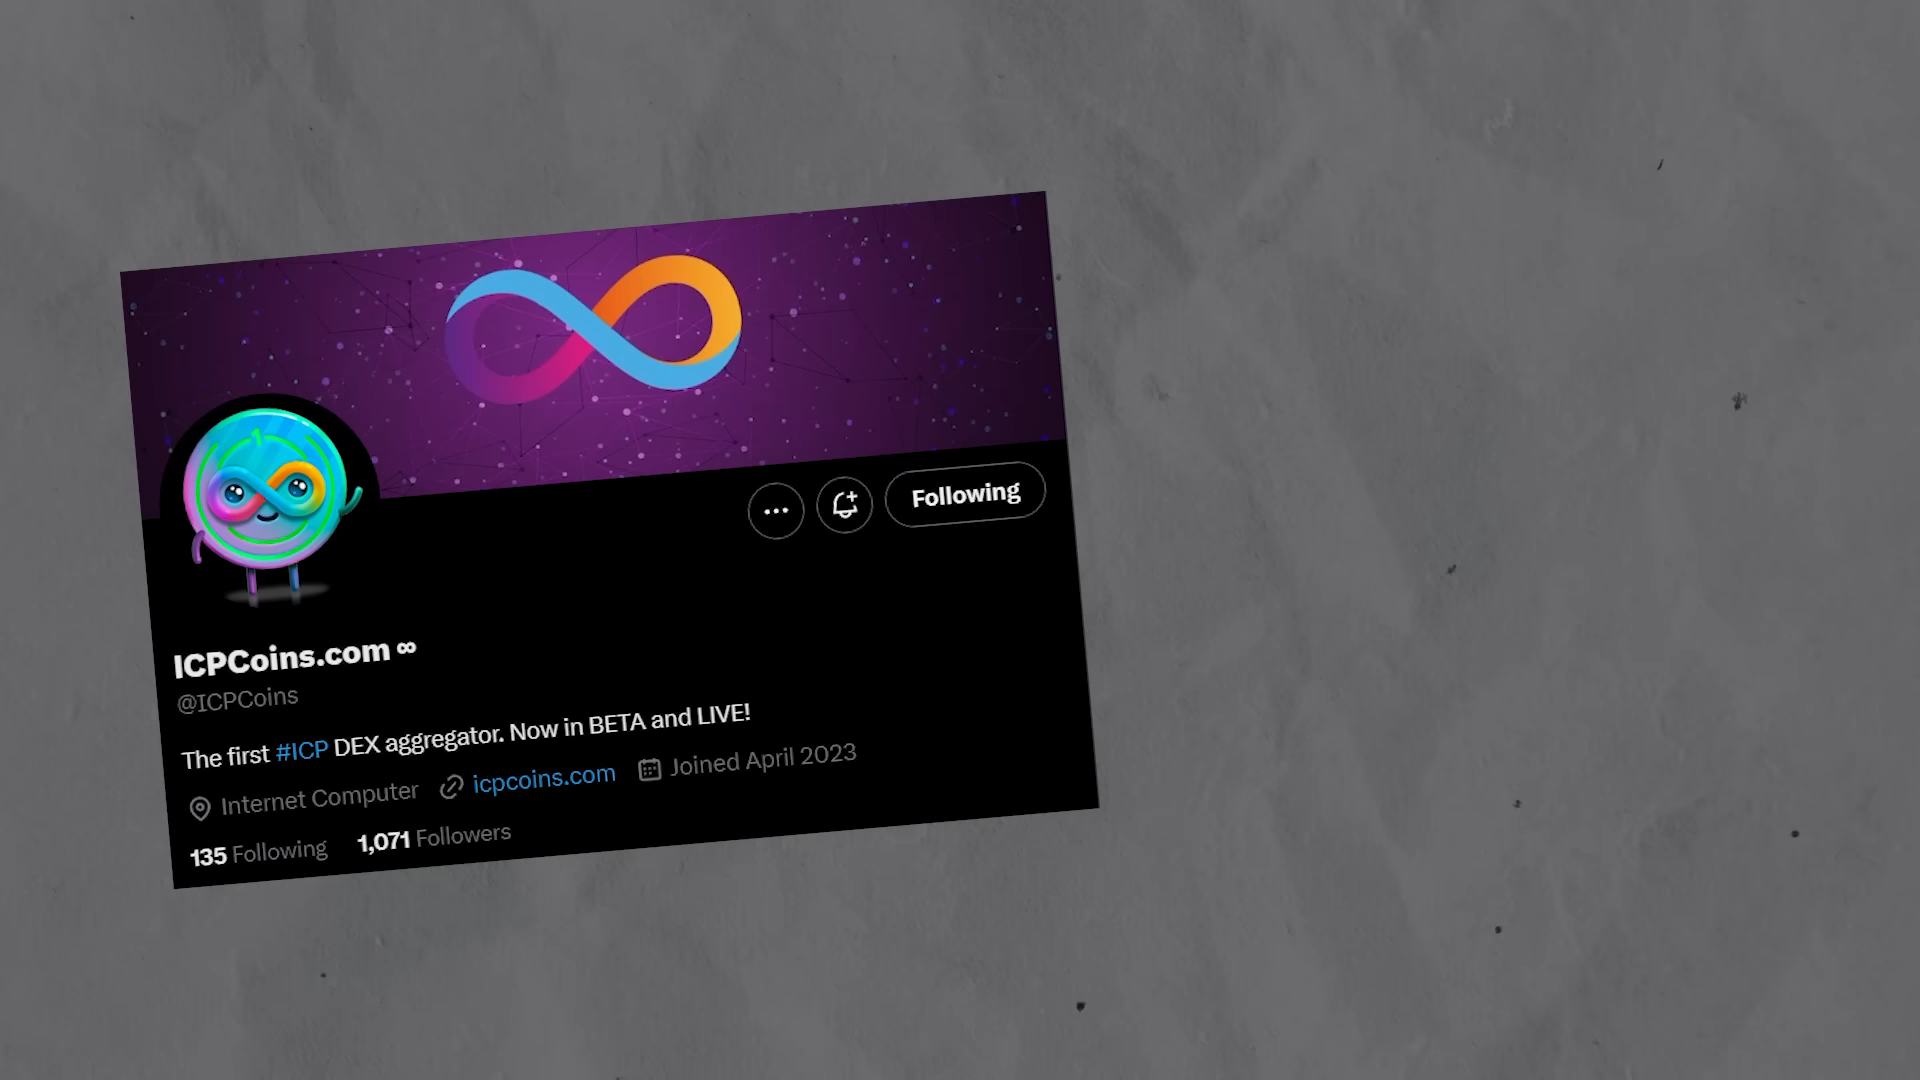 Following
ICPCoins.com ∞
@ICPCoins
The first #ICP DEX aggregator. Now in BETA and LIVE!
Internet Computer icpcoins.com Joined April 2023
135 Following 1,071 Followers